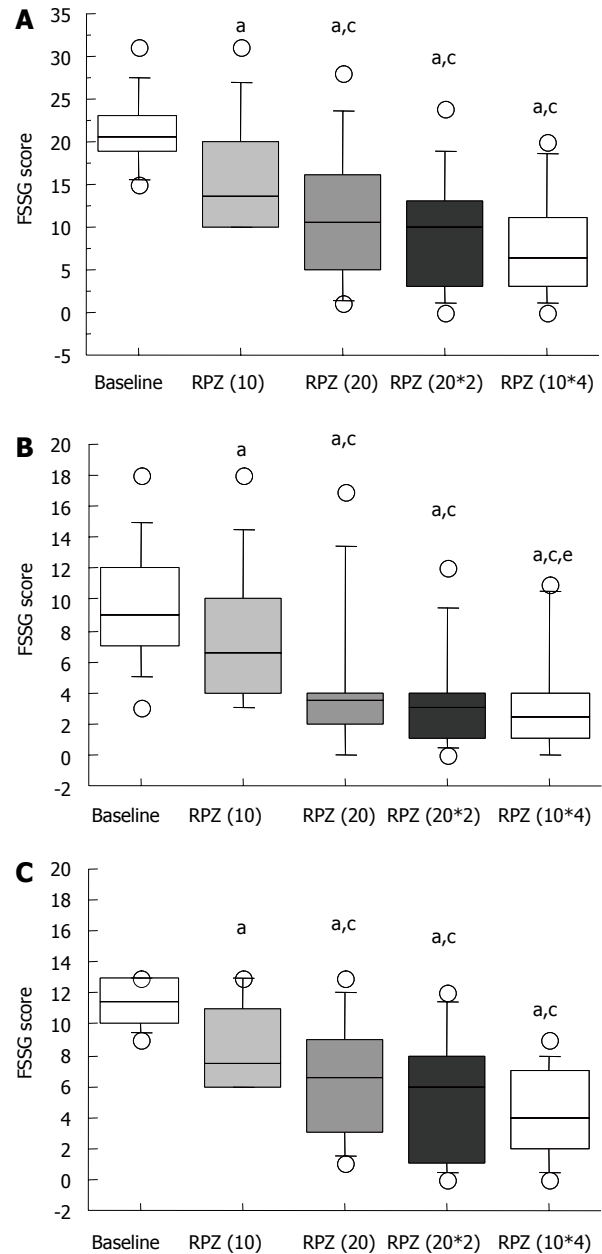 A
35
30
25
20
15
10
5
0
-5
FSSG score
a
a,c
a,c
a,c
Baseline RPZ (10) RPZ (20) RPZ (20*2) RPZ (10*4)
B
20
18
16
14
12
10
8
6
4
2
0
-2
FSSG score
a
a,c
a,c
a,c,e
Baseline RPZ (10) RPZ (20) RPZ (20*2) RPZ (10*4)
C
20
18
16
14
12
10
8
6
4
2
0
-2
FSSG score
a
a,c
a,c
a,c
Baseline RPZ (10) RPZ (20) RPZ (20*2) RPZ (10*4)